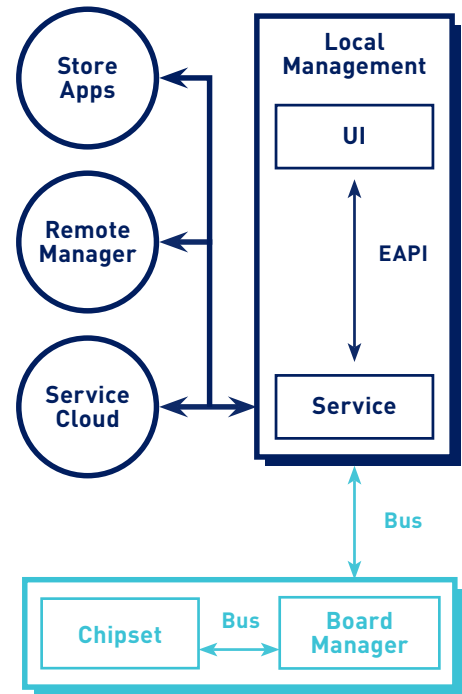 Store
Apps
Remote
Manager
Service
Cloud
Local
Management
UI
EAPI
Service
Bus
Chipset
Bus
Board
Manager